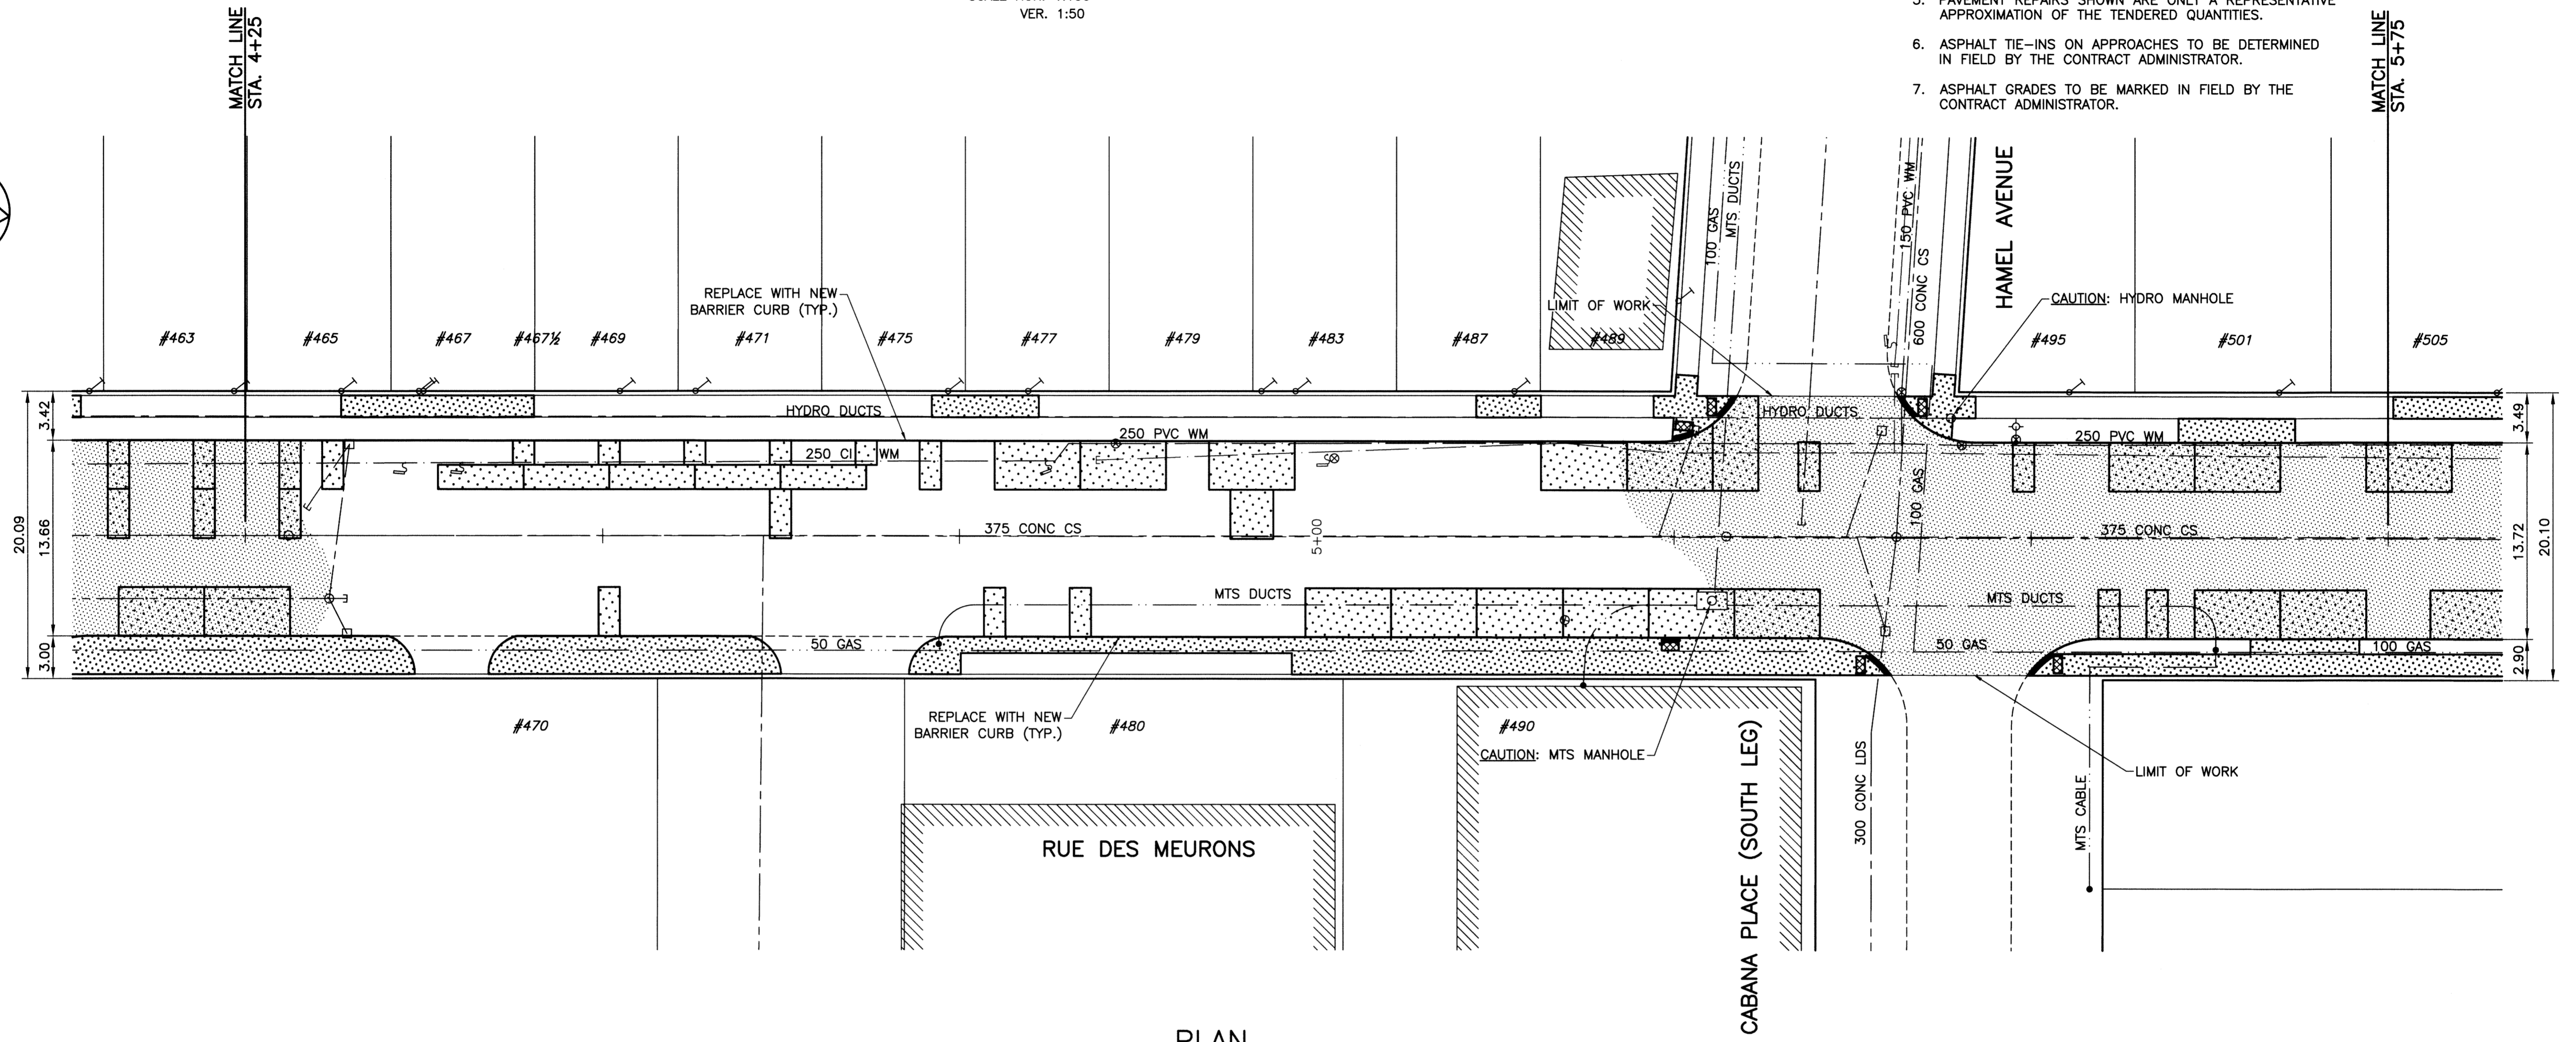 VER. 1:50
5. PAVEMENT REPAIRS SHOWN ARE ONLY A REPRESENTATIVE
APPROXIMATION OF THE TENDERED QUANTITIES.
6. ASPHALT TIE-INS ON APPROACHES TO BE DETERMINED
IN FIELD BY THE CONTRACT ADMINISTRATOR.
7. ASPHALT GRADES TO BE MARKED IN FIELD BY THE
CONTRACT ADMINISTRATOR.
MATCH LINE
STA. 4+25
MATCH LINE
STA. 5+75
100 GAS
MTS DUCTS
150 PVC WM
600 CONC CS
HAMEL AVENUE
REPLACE WITH NEW
BARRIER CURB (TYP.)
LIMIT OF WORK
CAUTION: HYDRO MANHOLE
#463
#465
#467
#467½
#469
#471
#475
#477
#479
#483
#487
#489
#495
#501
#505
HYDRO DUCTS
HYDRO DUCTS
250 PVC WM
250 PVC WM
250 CI WM
3.42
13.66
20.09
3.00
3.49
13.72
20.10
2.90
375 CONC CS
5+00
100 GAS
375 CONC CS
MTS DUCTS
MTS DUCTS
50 GAS
50 GAS
100 GAS
#470
REPLACE WITH NEW
BARRIER CURB (TYP.)
#480
#490
CAUTION: MTS MANHOLE
CABANA PLACE (SOUTH LEG)
300 CONC LDS
MTS CABLE
LIMIT OF WORK
RUE DES MEURONS
PLAN